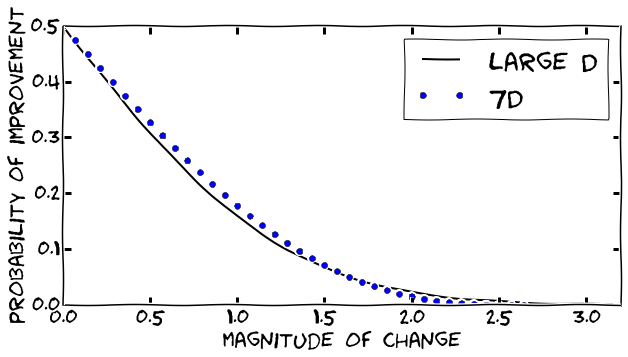 0.5
LARGE D
7D
0.4
0.3
0.2
0.1
0.0
0.0 0.5 1.0 1.5 2.0 2.5 3.0
MAGNITUDE OF CHANGE
PROBABILITY OF IMPROVEMENT